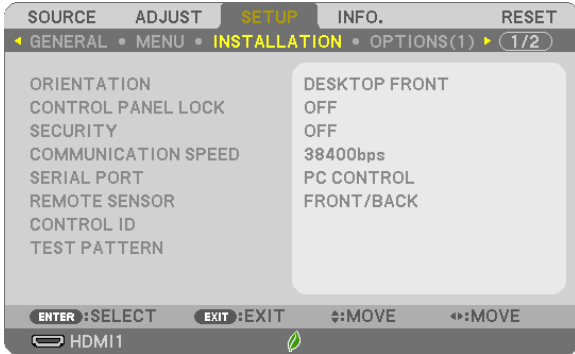 SOURCE ADJUST SETUP INFO. RESET
GENERAL • MENU • INSTALLATION • OPTIONS(1) 1/2
ORIENTATION DESKTOP FRONT
CONTROL PANEL LOCK OFF
SECURITY OFF
COMMUNICATION SPEED 38400bps
SERIAL PORT PC CONTROL
REMOTE SENSOR FRONT/BACK
CONTROL ID
TEST PATTERN
ENTER :SELECT EXIT :EXIT :MOVE :MOVE
HDMI1